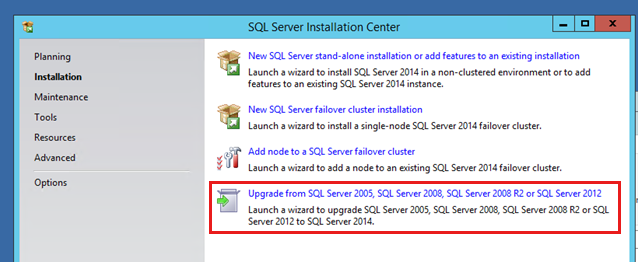 SQL Server Installation Center
Planning
Installation
Maintenance
Tools
Resources
Advanced
Options
New SQL Server stand-alone installation or add features to an existing installation
Launch a wizard to install SQL Server 2014 in a non-clustered environment or to add
features to an existing SQL Server 2014 instance.
New SQL Server failover cluster installation
Launch a wizard to install a single-node SQL Server 2014 failover cluster.
Add node to a SQL Server failover cluster
Launch a wizard to add a node to an existing SQL Server 2014 failover cluster.
Upgrade from SQL Server 2005, SQL Server 2008, SQL Server 2008 R2 or SQL Server 2012
Launch a wizard to upgrade SQL Server 2005, SQL Server 2008, SQL Server 2008 R2 or SQL
Server 2012 to SQL Server 2014.